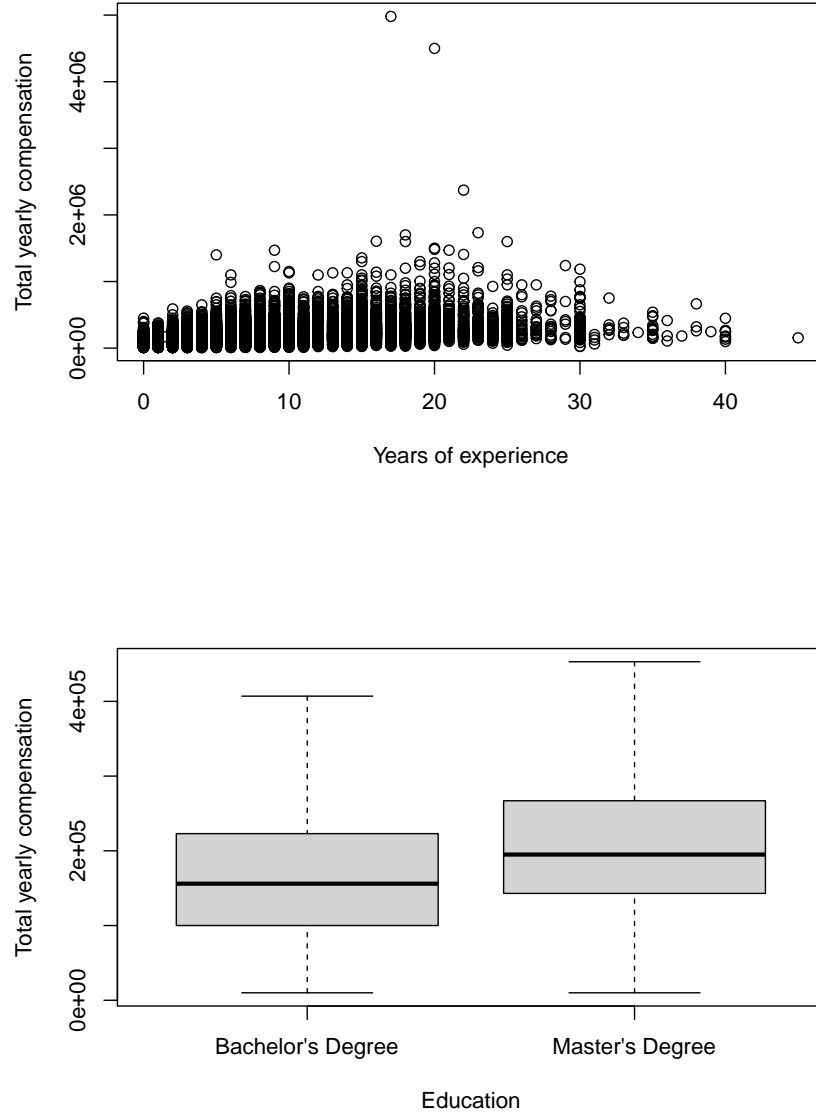 Total yearly compensation
4e+06
2e+06
0e+00
0 10 20 30 40
Years of experience
Total yearly compensation
4e+05
2e+05
0e+00
Bachelor's Degree Master's Degree
Education